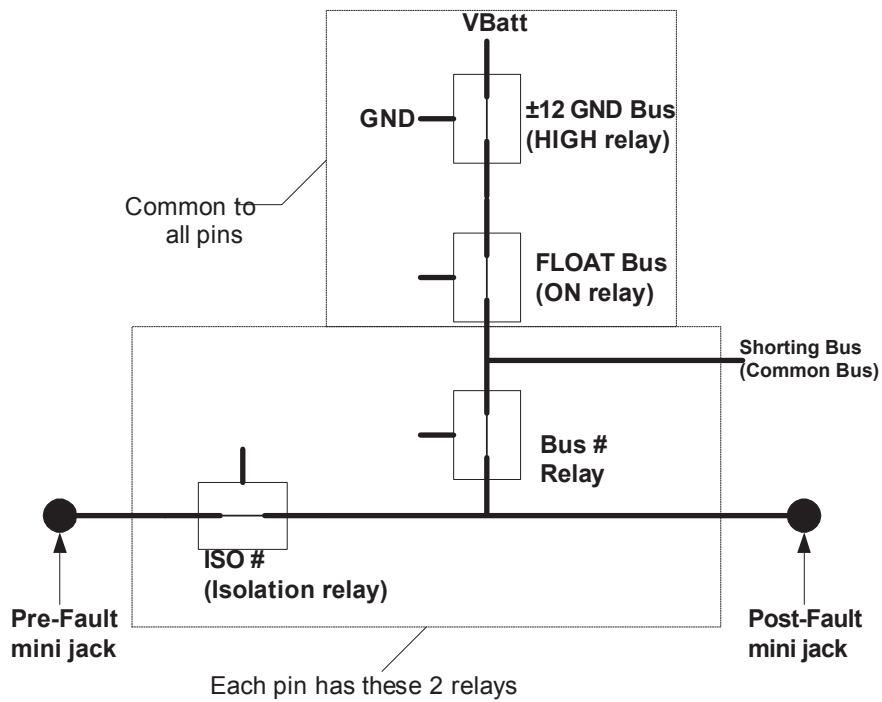 VBatt
GND
±12 GND Bus
(HIGH relay)
Common to
all pins
FLOAT Bus
(ON relay)
Shorting Bus
(Common Bus)
Bus #
Relay
ISO #
(Isolation relay)
Pre-Fault
mini jack
Post-Fault
mini jack
Each pin has these 2 relays